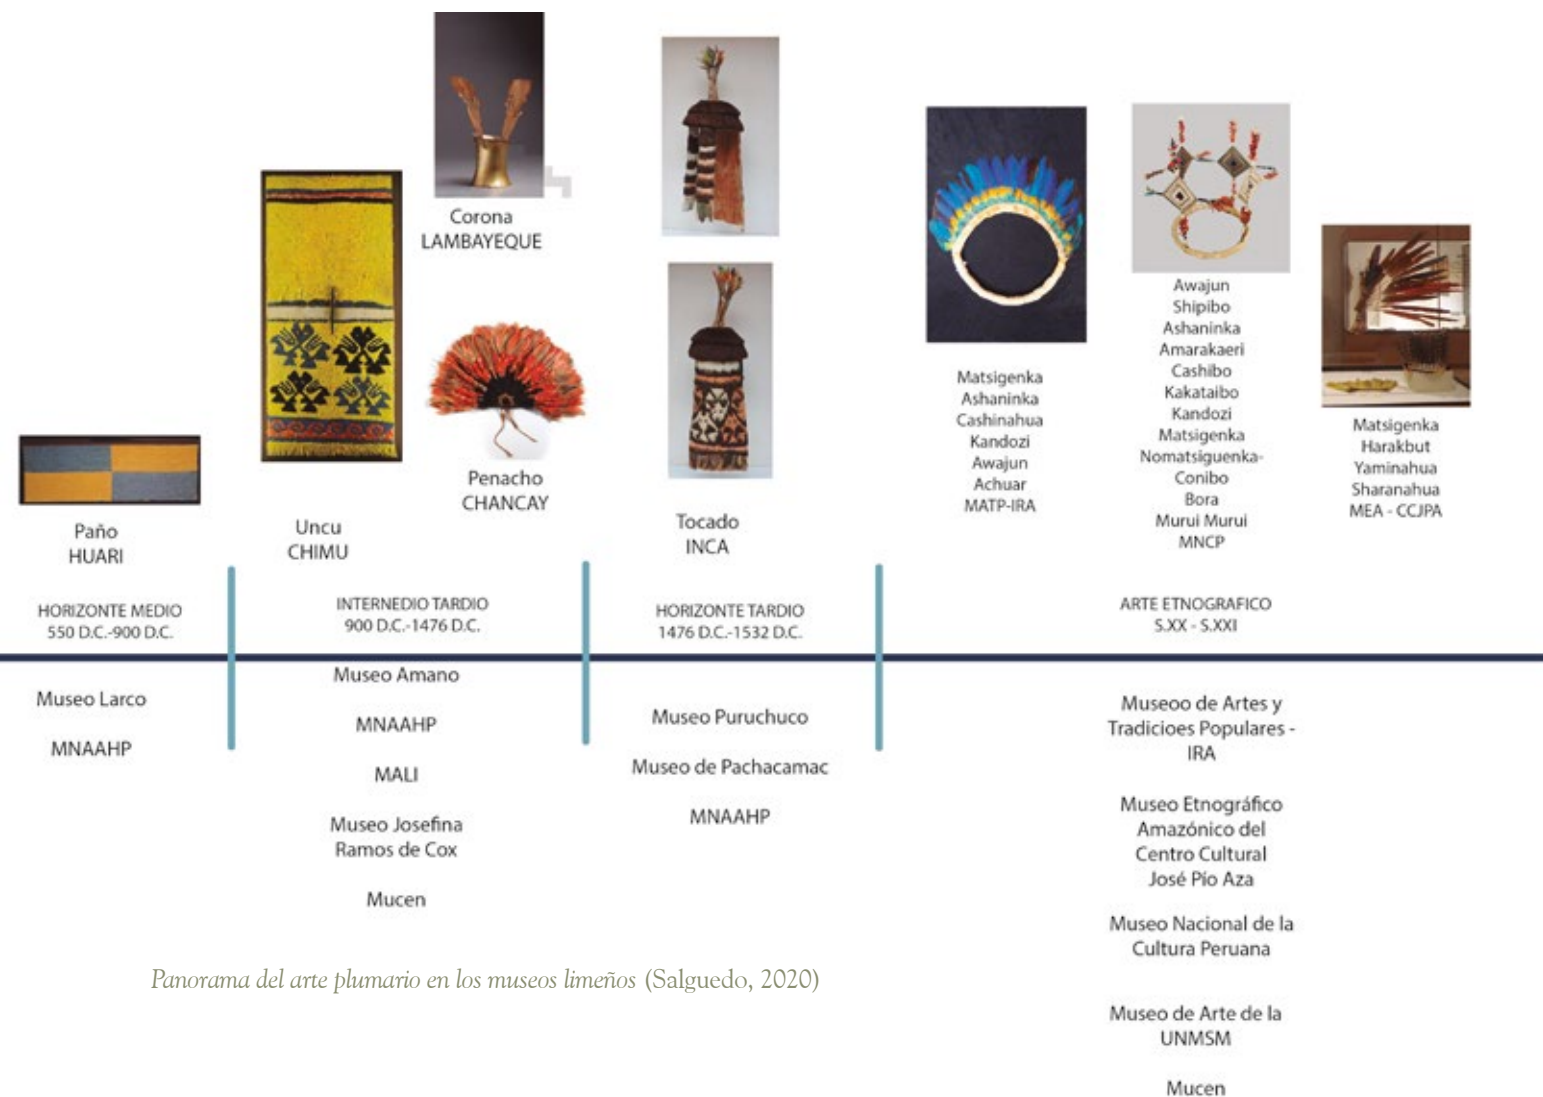 Corona
LAMBAYEQUE
Penacho
CHANCAY
Paño
HUARI
Uncu
CHIMU
Tocado
INCA
Matsigenka
Ashaninka
Cashinahua
Kandozi
Awajun
Achuar
MATP-IRA
Awajun
Shipibo
Ashaninka
Amarakaeri
Cashibo
Kakataibo
Kandozi
Matsigenka
Nomatsiguenka-
Conibo
Bora
Murui Murui
MNCP
Matsigenka
Harakbut
Yaminahua
Sharanahua
MEA - CCJPA
HORIZONTE MEDIO
550 D.C.-900 D.C.
INTERNEDIO TARDIO
900 D.C.-1476 D.C.
HORIZONTE TARDIO
1476 D.C.-1532 D.C.
ARTE ETNOGRAFICO
S.XX - S.XXI
Museo Larco
MNAAHP
Museo Amano
MNAAHP
MALI
Museo Josefina
Ramos de Cox
Mucen
Museo Puruchuco
Museo de Pachacamac
MNAAHP
Museoo de Artes y
Tradicioes Populares -
IRA
Museo Etnográfico
Amazónico del
Centro Cultural
José Pío Aza
Museo Nacional de la
Cultura Peruana
Museo de Arte de la
UNMSM
Mucen
Panorama del arte plumario en los museos limeños (Salguedo, 2020)